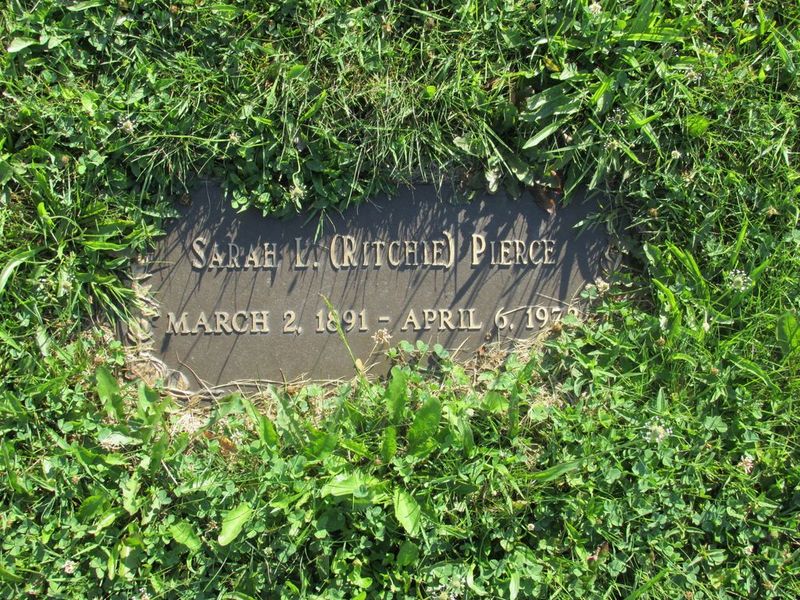 SARAH L. (RITCHIE) PIERCE
MARCH 2, 1891 - APRIL 6,